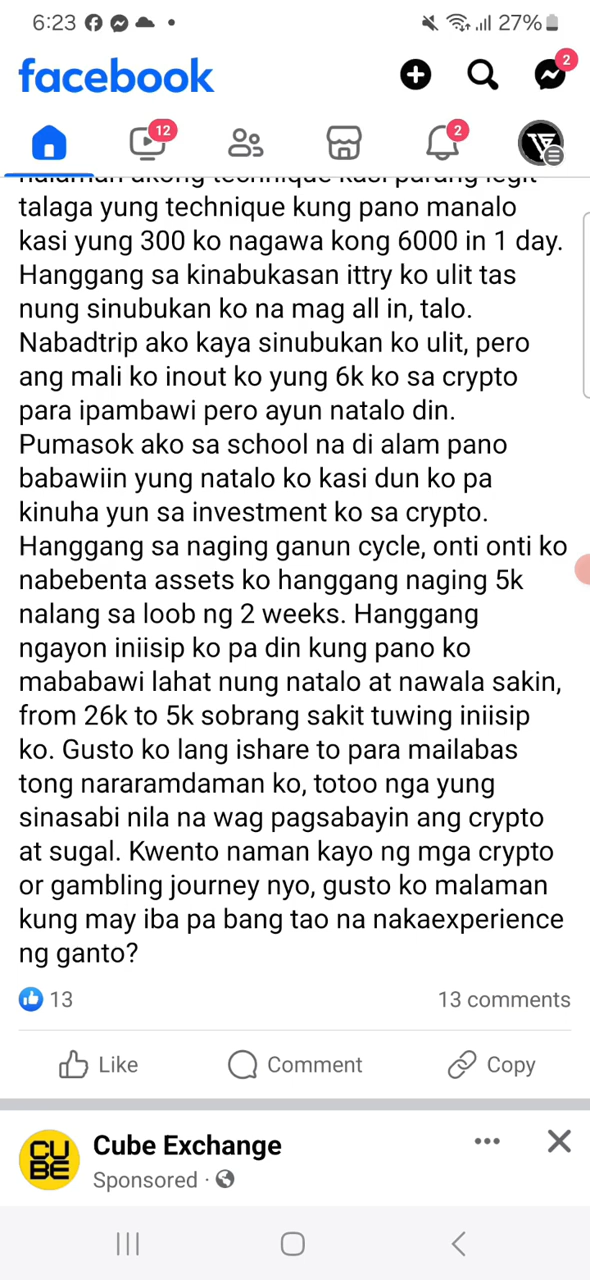 6:23
27%
facebook
2
12
2
nalaman akong technique kasi parang legit
talaga yung technique kung pano manalo
kasi yung 300 ko nagawa kong 6000 in 1 day.
Hanggang sa kinabukasan ittry ko ulit tas
nung sinubukan ko na mag all in, talo.
Nabadtrip ako kaya sinubukan ko ulit, pero
ang mali ko inout ko yung 6k ko sa crypto
para ipambawi pero ayun natalo din.
Pumasok ako sa school na di alam pano
babawiin yung natalo ko kasi dun ko pa
kinuha yun sa investment ko sa crypto.
Hanggang sa naging ganun cycle, onti onti ko
nabebenta assets ko hanggang naging 5k
nalang sa loob ng 2 weeks. Hanggang
ngayon iniisip ko pa din kung pano ko
mababawi lahat nung natalo at nawala sakin,
from 26k to 5k sobrang sakit tuwing iniisip
ko. Gusto ko lang ishare to para mailabas
tong nararamdaman ko, totoo nga yung
sinasabi nila na wag pagsabayin ang crypto
at sugal. Kwento naman kayo ng mga crypto
or gambling journey nyo, gusto ko malaman
kung may iba pa bang tao na nakaexperience
ng ganto?
13
13 comments
Like
Comment
Copy
CU
BE
Cube Exchange
Sponsored ·